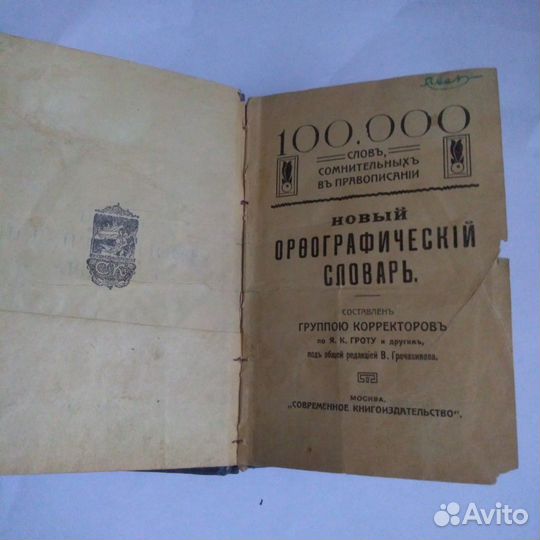 100.000
СЛОВЪ,
СОМНИТЕЛЬНЫХЪ
ВЪ ПРАВОПИСАНІИ
НОВЫЙ
ОРѲОГРАФИЧЕСКІЙ
СЛОВАРЬ.
СОСТАВЛЕНЪ
ГРУППОЮ КОРРЕКТОРОВЪ
по Я. К. ГРОТУ и другимъ,
подъ общей редакціей В. Гречанинова.
МОСКВА.
„СОВРЕМЕННОЕ КНИГОИЗДАТЕЛЬСТВО".
Avito